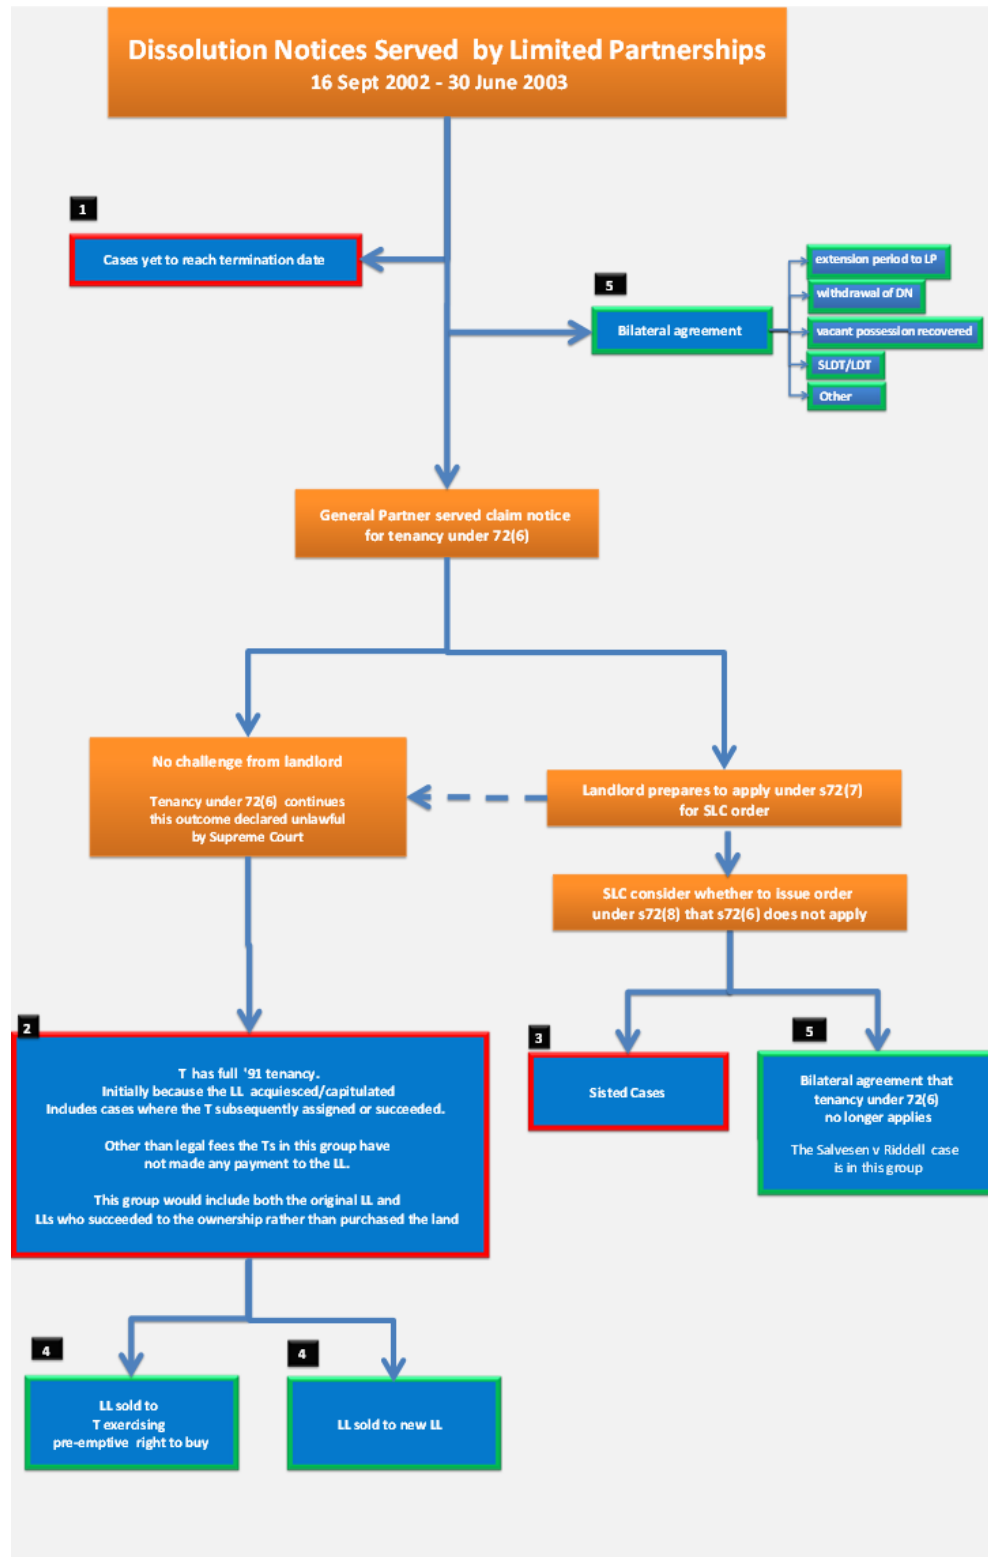 Dissolution Notices Served by Limited Partnerships
16 Sept 2002 - 30 June 2003
1
Cases yet to reach termination date
5
Bilateral agreement
extension period to LP
withdrawal of DN
vacant possession recovered
SLDT/LDT
Other
General Partner served claim notice
for tenancy under 72(6)
No challenge from landlord
Tenancy under 72(6) continues
this outcome declared unlawful
by Supreme Court
Landlord prepares to apply under s72(7)
for SLC order
SLC consider whether to issue order
under s72(8) that s72(6) does not apply
2
T has full '91 tenancy.
Initially because the LL acquiesced/capitulated
Includes cases where the T subsequently assigned or succeeded.
Other than legal fees the Ts in this group have
not made any payment to the LL.
This group would include both the original LL and
LLs who succeeded to the ownership rather than purchased the land
3
Sisted Cases
5
Bilateral agreement that
tenancy under 72(6)
no longer applies
The Salvesen v Riddell case
is in this group
4
LL sold to
T exercising
pre-emptive right to buy
4
LL sold to new LL